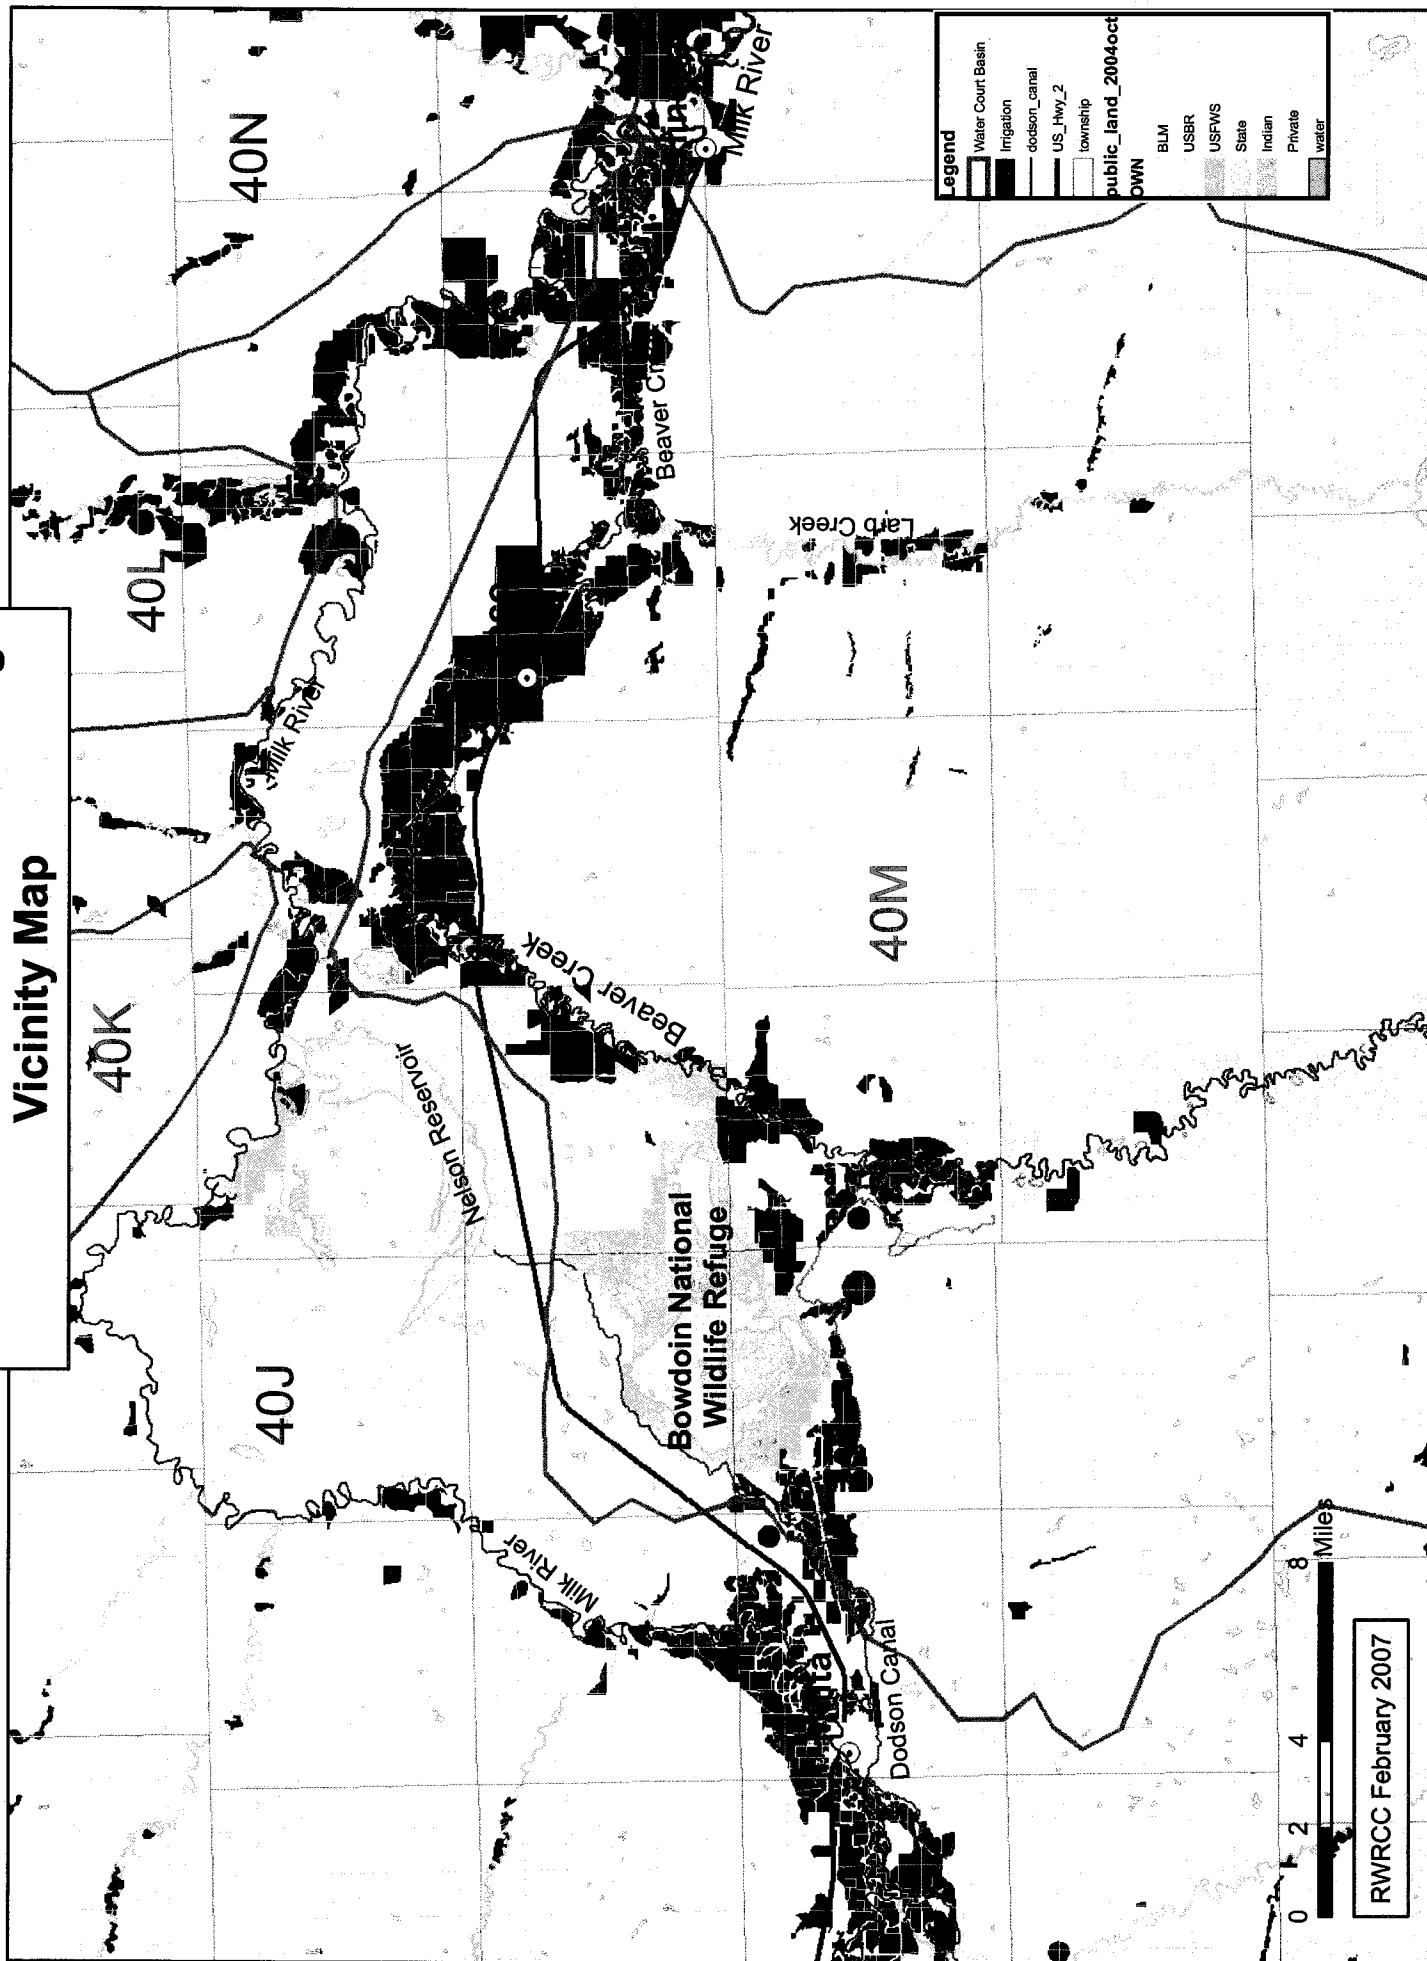 Vicinity Map
40N
40L
40K
40J
40M
Milk River
Milk River
Milk River
Nelson Reservoir
Beaver Creek
Beaver Cr
Larb Creek
Bowdoin National
Wildlife Refuge
Dodson Canal
Legend
Water Court Basin
Irrigation
dodson_canal
US_Hwy_2
township
public_land_2004oct
OWN
BLM
USBR
USFWS
State
Indian
Private
water
0 2 4 8
Miles
RWRCC February 2007